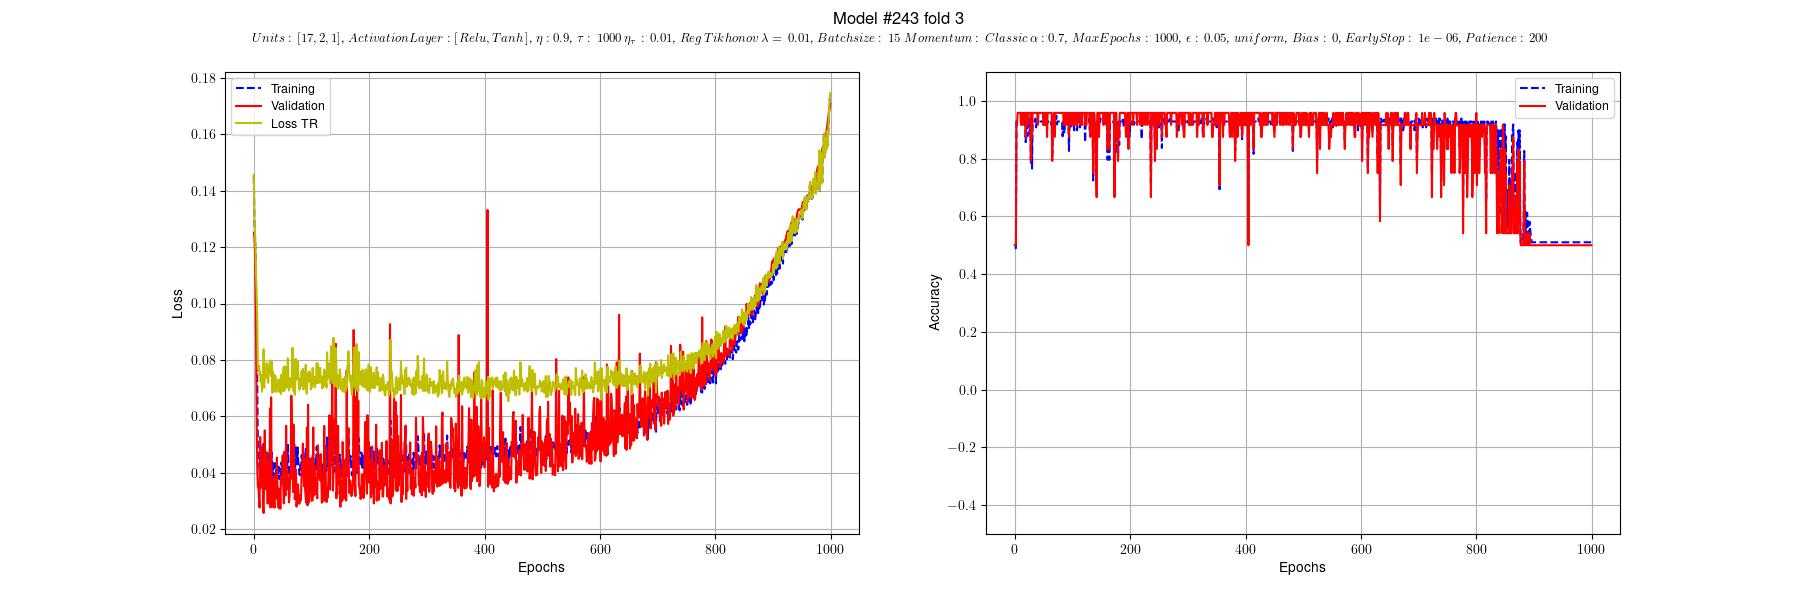 Model #243 fold 3
Units : [17, 2, 1], ActivationLayer : [Relu, Tanh], η : 0.9, τ : 1000 ητ : 0.01, Reg Tikhonov λ = 0.01, Batchsize : 15 Momentum : Classic α : 0.7, MaxEpochs : 1000, ϵ : 0.05, uniform, Bias : 0, EarlyStop : 1e − 06, Patience : 200
Training
Validation
Loss TR
0.18
0.16
0.14
0.12
0.10
0.08
0.06
0.04
0.02
Loss
0 200 400 600 800 1000
Epochs
Training
Validation
1.0
0.8
0.6
0.4
0.2
0.0
−0.2
−0.4
Accuracy
0 200 400 600 800 1000
Epochs